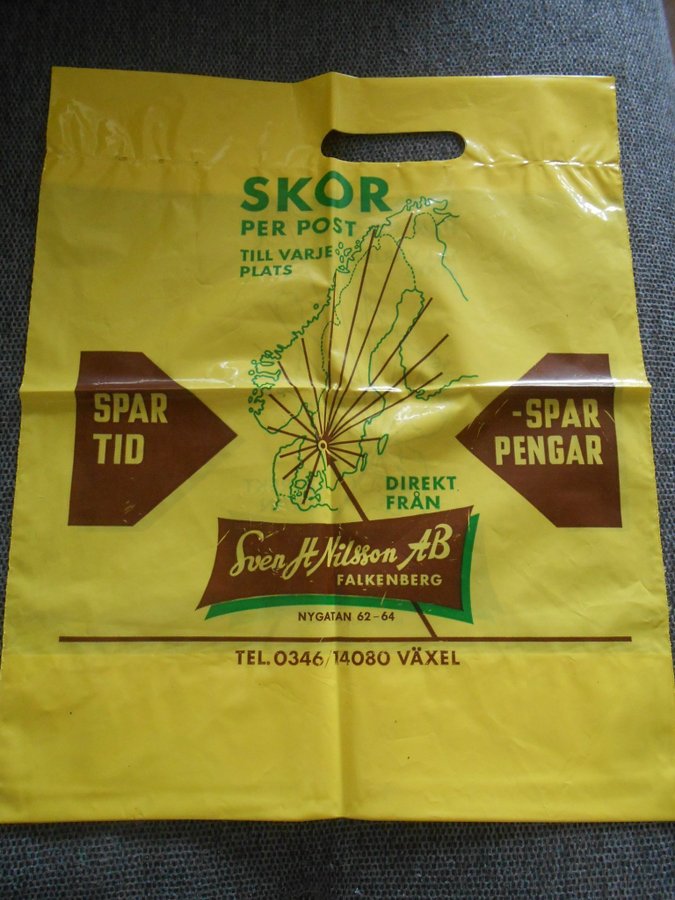 SKOR
PER POST
TILL VARJE
PLATS
SPAR
TID
-SPAR
PENGAR
DIREKT
FRÅN
Sven H Nilsson AB
FALKENBERG
NYGATAN 62-64
TEL. 0346/14080 VÄXEL